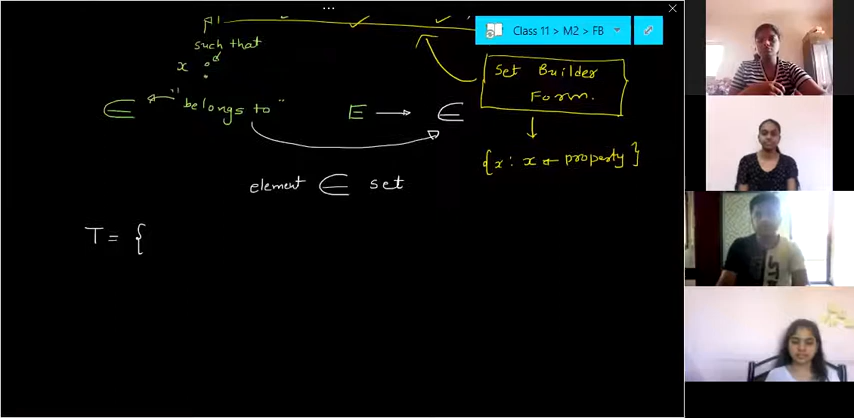 ...
Class 11 > M2 > FB
such that
x :
Set Builder
Form.
∈ ← "belongs to"
E → ∈
{x : x ← property}
element ∈ set
T = {